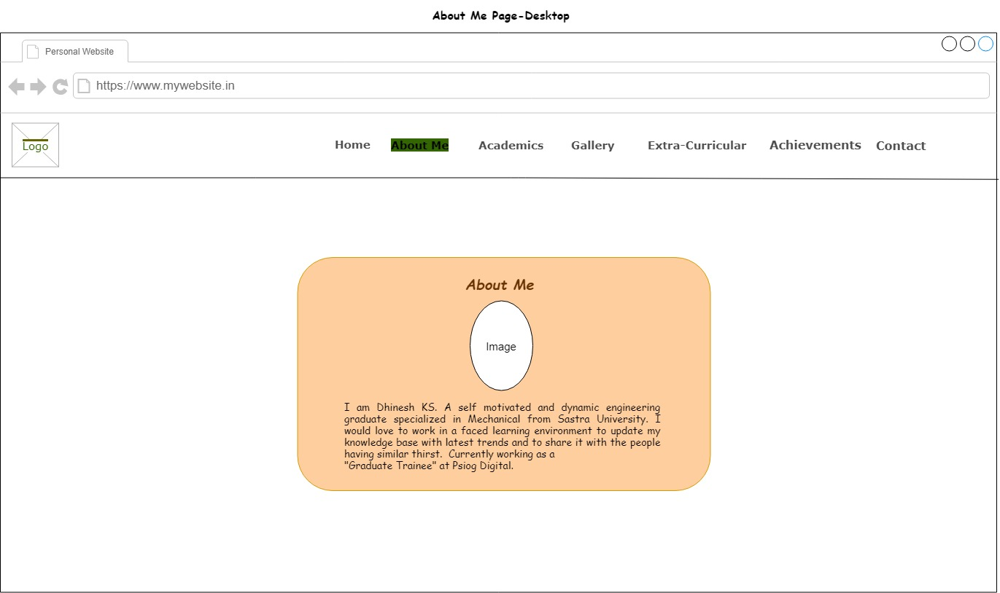 About Me Page-Desktop
Personal Website
https://www.mywebsite.in
Logo
Home About Me Academics Gallery Extra-Curricular Achievements Contact
About Me
Image
I am Dhinesh KS. A self motivated and dynamic engineering
graduate specialized in Mechanical from Sastra University. I
would love to work in a faced learning environment to update my
knowledge base with latest trends and to share it with the people
having similar thirst. Currently working as a
"Graduate Trainee" at Psiog Digital.